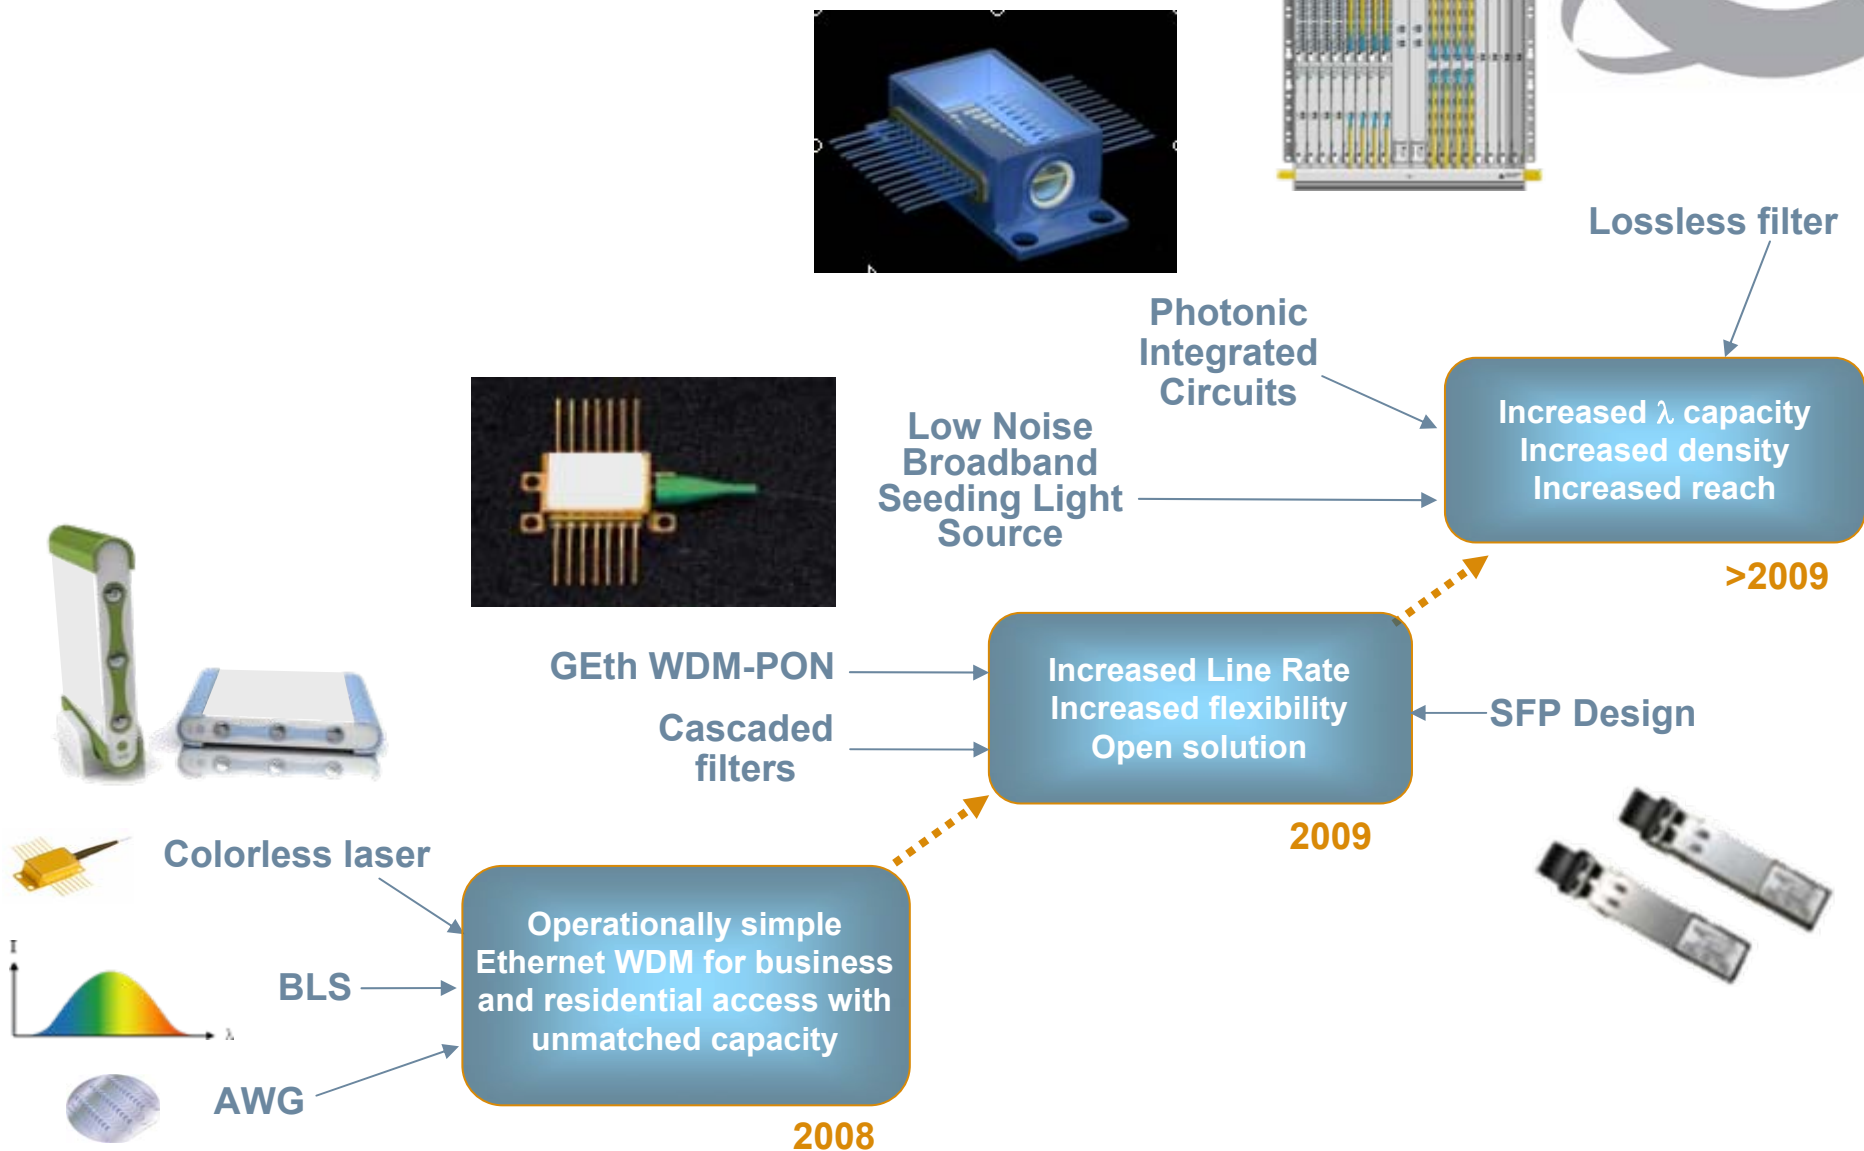 Lossless filter
Photonic
Integrated
Circuits
Increased λ capacity
Increased density
Increased reach
Low Noise
Broadband
Seeding Light
Source
>2009
GEth WDM-PON
Increased Line Rate
Increased flexibility
Open solution
SFP Design
Cascaded
filters
2009
Colorless laser
Operationally simple
Ethernet WDM for business
and residential access with
unmatched capacity
I
BLS
λ
AWG
2008